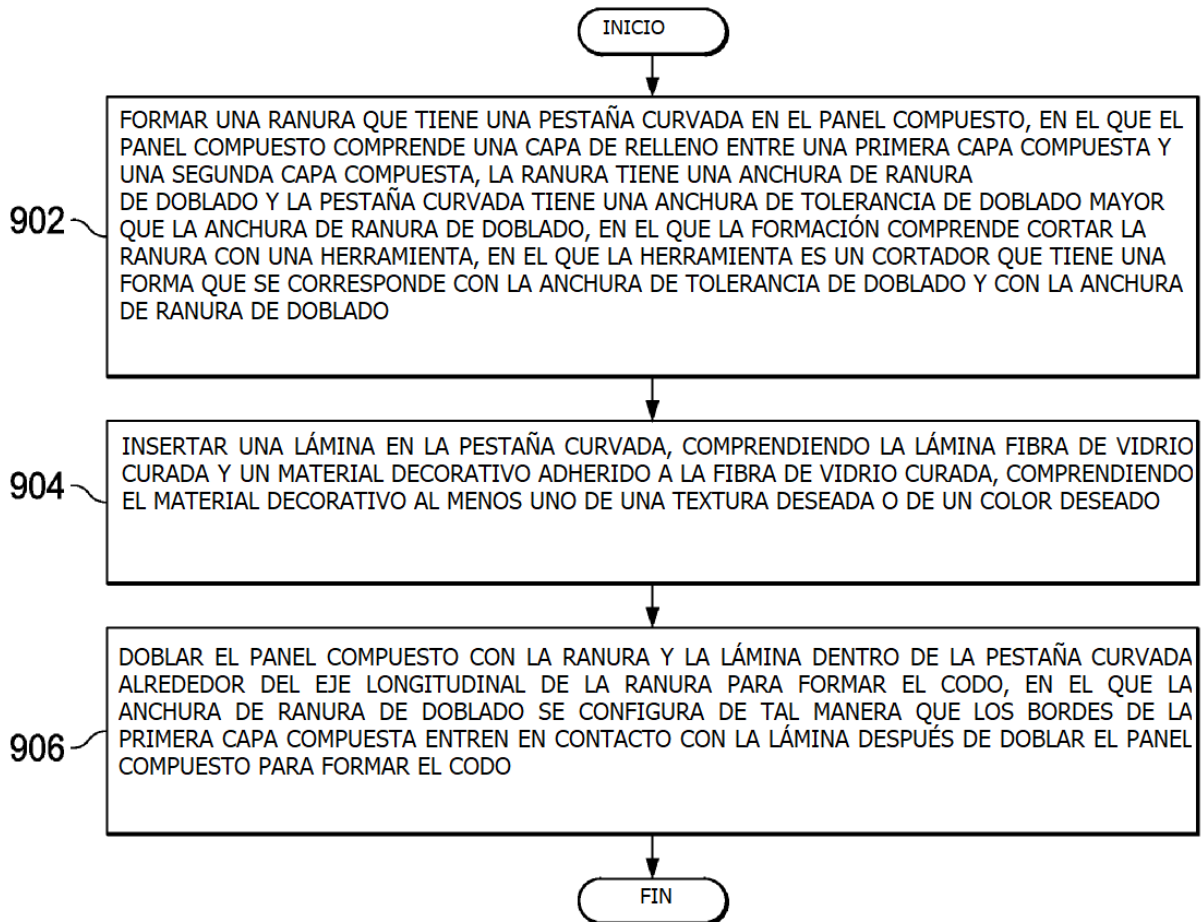 INICIO
FORMAR UNA RANURA QUE TIENE UNA PESTAÑA CURVADA EN EL PANEL COMPUESTO, EN EL QUE EL
PANEL COMPUESTO COMPRENDE UNA CAPA DE RELLENO ENTRE UNA PRIMERA CAPA COMPUESTA Y
UNA SEGUNDA CAPA COMPUESTA, LA RANURA TIENE UNA ANCHURA DE RANURA
DE DOBLADO Y LA PESTAÑA CURVADA TIENE UNA ANCHURA DE TOLERANCIA DE DOBLADO MAYOR
902
QUE LA ANCHURA DE RANURA DE DOBLADO, EN EL QUE LA FORMACIÓN COMPRENDE CORTAR LA
RANURA CON UNA HERRAMIENTA, EN EL QUE LA HERRAMIENTA ES UN CORTADOR QUE TIENE UNA
FORMA QUE SE CORRESPONDE CON LA ANCHURA DE TOLERANCIA DE DOBLADO Y CON LA ANCHURA
DE RANURA DE DOBLADO
INSERTAR UNA LÁMINA EN LA PESTAÑA CURVADA, COMPRENDIENDO LA LÁMINA FIBRA DE VIDRIO
904
CURADA Y UN MATERIAL DECORATIVO ADHERIDO A LA FIBRA DE VIDRIO CURADA, COMPRENDIENDO
EL MATERIAL DECORATIVO AL MENOS UNO DE UNA TEXTURA DESEADA O DE UN COLOR DESEADO
DOBLAR EL PANEL COMPUESTO CON LA RANURA Y LA LÁMINA DENTRO DE LA PESTAÑA CURVADA
ALREDEDOR DEL EJE LONGITUDINAL DE LA RANURA PARA FORMAR EL CODO, EN EL QUE LA
ANCHURA DE RANURA DE DOBLADO SE CONFIGURA DE TAL MANERA QUE LOS BORDES DE LA
906
PRIMERA CAPA COMPUESTA ENTREN EN CONTACTO CON LA LÁMINA DESPUÉS DE DOBLAR EL PANEL
COMPUESTO PARA FORMAR EL CODO
FIN